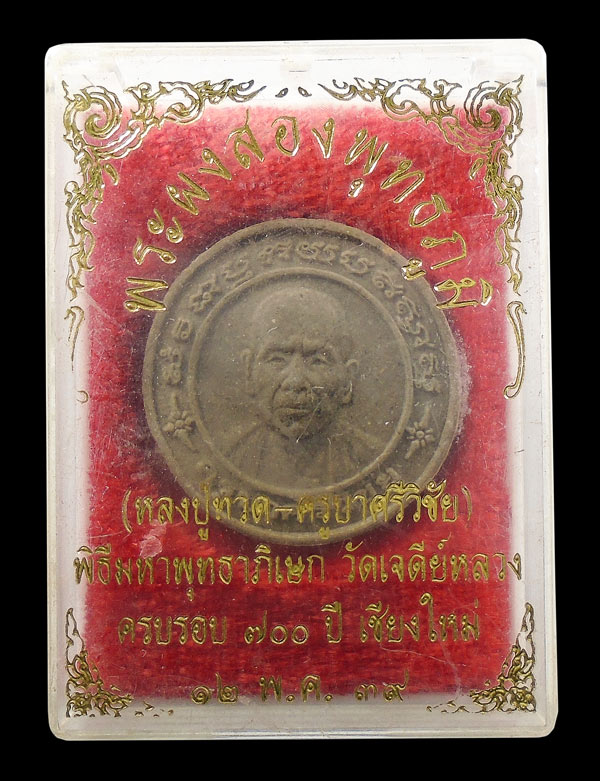 พระผงสองพุทธภูมิ
(หลวงปู่ทวด-ครูบาศรีวิชัย)
พิธีมหาพุทธาภิเษก วัดเจดีย์หลวง
ครบรอบ ๗๐๐ ปี เชียงใหม่
๑๒ พ.ค. ๓๙